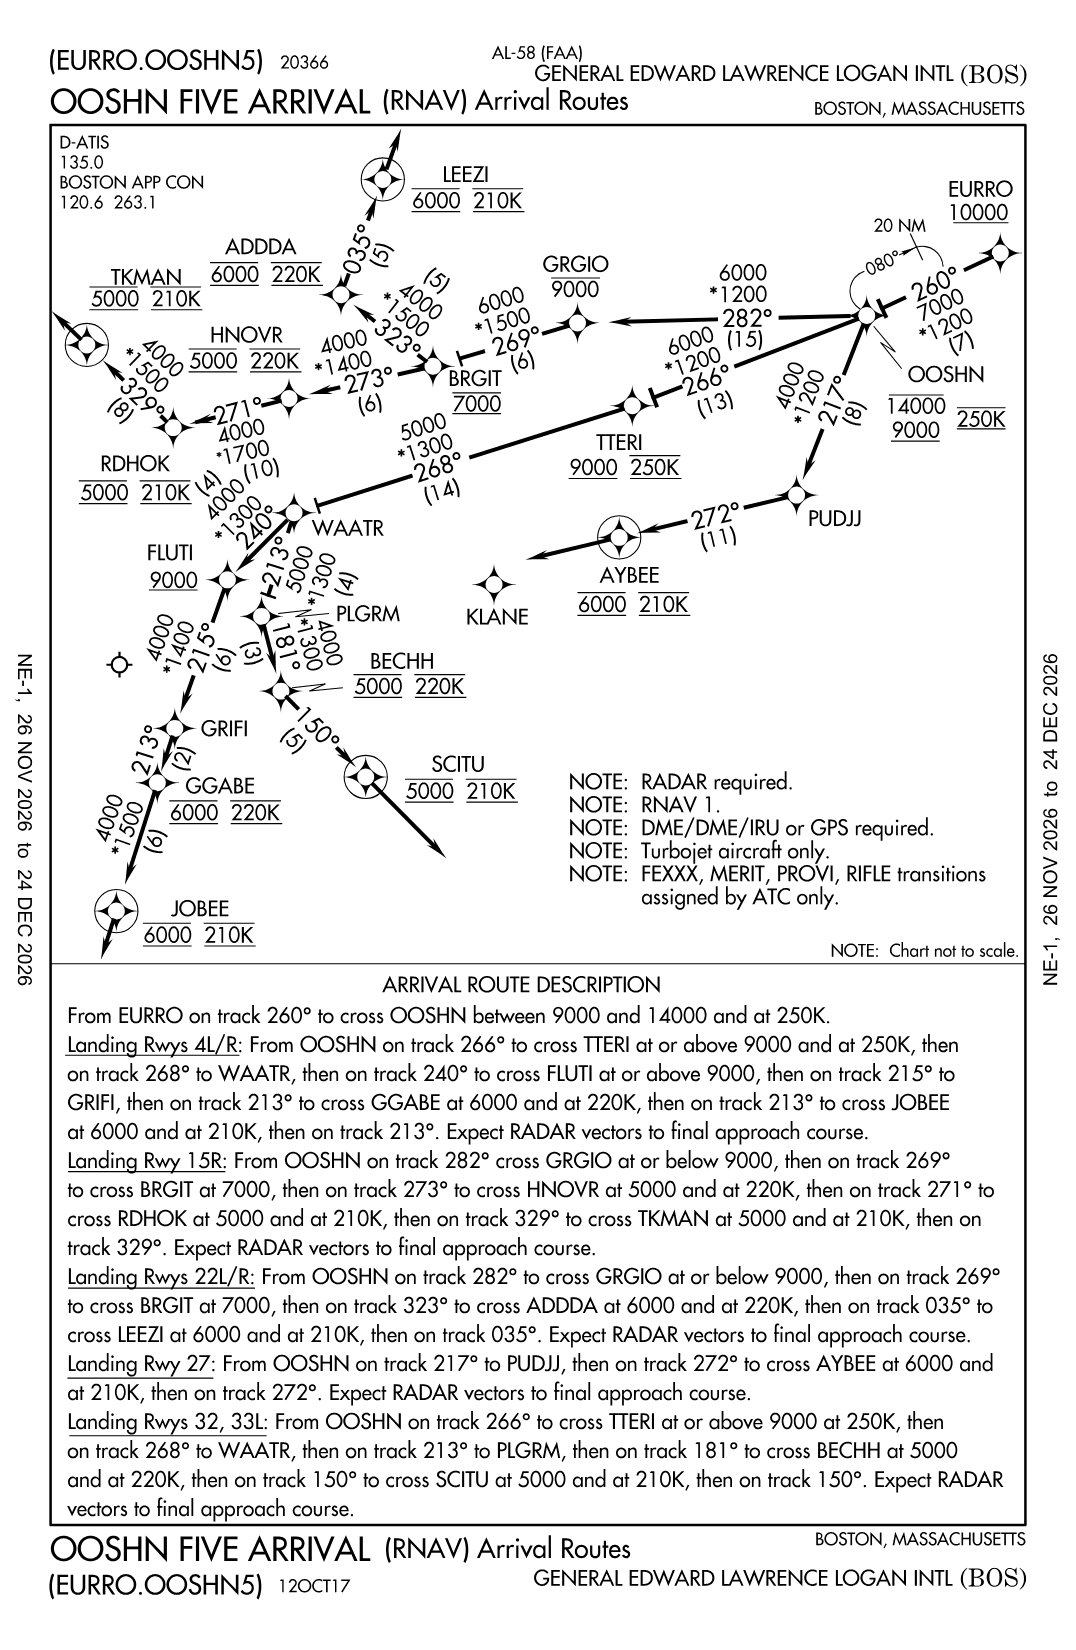 (EURRO.OOSHN5) 20366
AL-58 (FAA)
GENERAL EDWARD LAWRENCE LOGAN INTL (BOS)
OOSHN FIVE ARRIVAL (RNAV) Arrival Routes
BOSTON, MASSACHUSETTS
D-ATIS
135.0
BOSTON APP CON
120.6 263.1
LEEZI
6000 210K
EURRO
10000
20 NM
080°
260°
7000
*1200
(7)
ADDDA
6000 220K
035°
(5)
TKMAN
5000 210K
GRGIO
9000
6000
*1200
282°
(15)
(5)
4000
*1500
323°
6000
*1500
269°
(6)
HNOVR
5000 220K
4000
*1400
273°
(6)
BRGIT
7000
6000
*1200
266°
(13)
OOSHN
14000
9000
250K
4000
*1200
217°
(8)
4000
*1500
329°
(8)
271°
4000
*1700
(10)
RDHOK
5000 210K
5000
*1300
268°
(14)
TTERI
9000 250K
(4)
4000
*1300
240°
WAATR
PUDJJ
272°
(11)
AYBEE
6000 210K
KLANE
FLUTI
9000
213°
5000
*1300
(4)
PLGRM
4000
*1400
215°
(6)
181°
4000
*1300
(3)
BECHH
5000 220K
GRIFI
213°
(2)
150°
(5)
GGABE
6000 220K
SCITU
5000 210K
4000
*1500
(6)
JOBEE
6000 210K
NOTE: RADAR required.
NOTE: RNAV 1.
NOTE: DME/DME/IRU or GPS required.
NOTE: Turbojet aircraft only.
NOTE: FEXXX, MERIT, PROVI, RIFLE transitions
assigned by ATC only.
NOTE: Chart not to scale.
NE-1, 26 NOV 2026 to 24 DEC 2026
NE-1, 26 NOV 2026 to 24 DEC 2026
ARRIVAL ROUTE DESCRIPTION
From EURRO on track 260° to cross OOSHN between 9000 and 14000 and at 250K.
Landing Rwys 4L/R: From OOSHN on track 266° to cross TTERI at or above 9000 and at 250K, then
on track 268° to WAATR, then on track 240° to cross FLUTI at or above 9000, then on track 215° to
GRIFI, then on track 213° to cross GGABE at 6000 and at 220K, then on track 213° to cross JOBEE
at 6000 and at 210K, then on track 213°. Expect RADAR vectors to final approach course.
Landing Rwy 15R: From OOSHN on track 282° cross GRGIO at or below 9000, then on track 269°
to cross BRGIT at 7000, then on track 273° to cross HNOVR at 5000 and at 220K, then on track 271° to
cross RDHOK at 5000 and at 210K, then on track 329° to cross TKMAN at 5000 and at 210K, then on
track 329°. Expect RADAR vectors to final approach course.
Landing Rwys 22L/R: From OOSHN on track 282° to cross GRGIO at or below 9000, then on track 269°
to cross BRGIT at 7000, then on track 323° to cross ADDDA at 6000 and at 220K, then on track 035° to
cross LEEZI at 6000 and at 210K, then on track 035°. Expect RADAR vectors to final approach course.
Landing Rwy 27: From OOSHN on track 217° to PUDJJ, then on track 272° to cross AYBEE at 6000 and
at 210K, then on track 272°. Expect RADAR vectors to final approach course.
Landing Rwys 32, 33L: From OOSHN on track 266° to cross TTERI at or above 9000 at 250K, then
on track 268° to WAATR, then on track 213° to PLGRM, then on track 181° to cross BECHH at 5000
and at 220K, then on track 150° to cross SCITU at 5000 and at 210K, then on track 150°. Expect RADAR
vectors to final approach course.
OOSHN FIVE ARRIVAL (RNAV) Arrival Routes
BOSTON, MASSACHUSETTS
(EURRO.OOSHN5) 12OCT17
GENERAL EDWARD LAWRENCE LOGAN INTL (BOS)